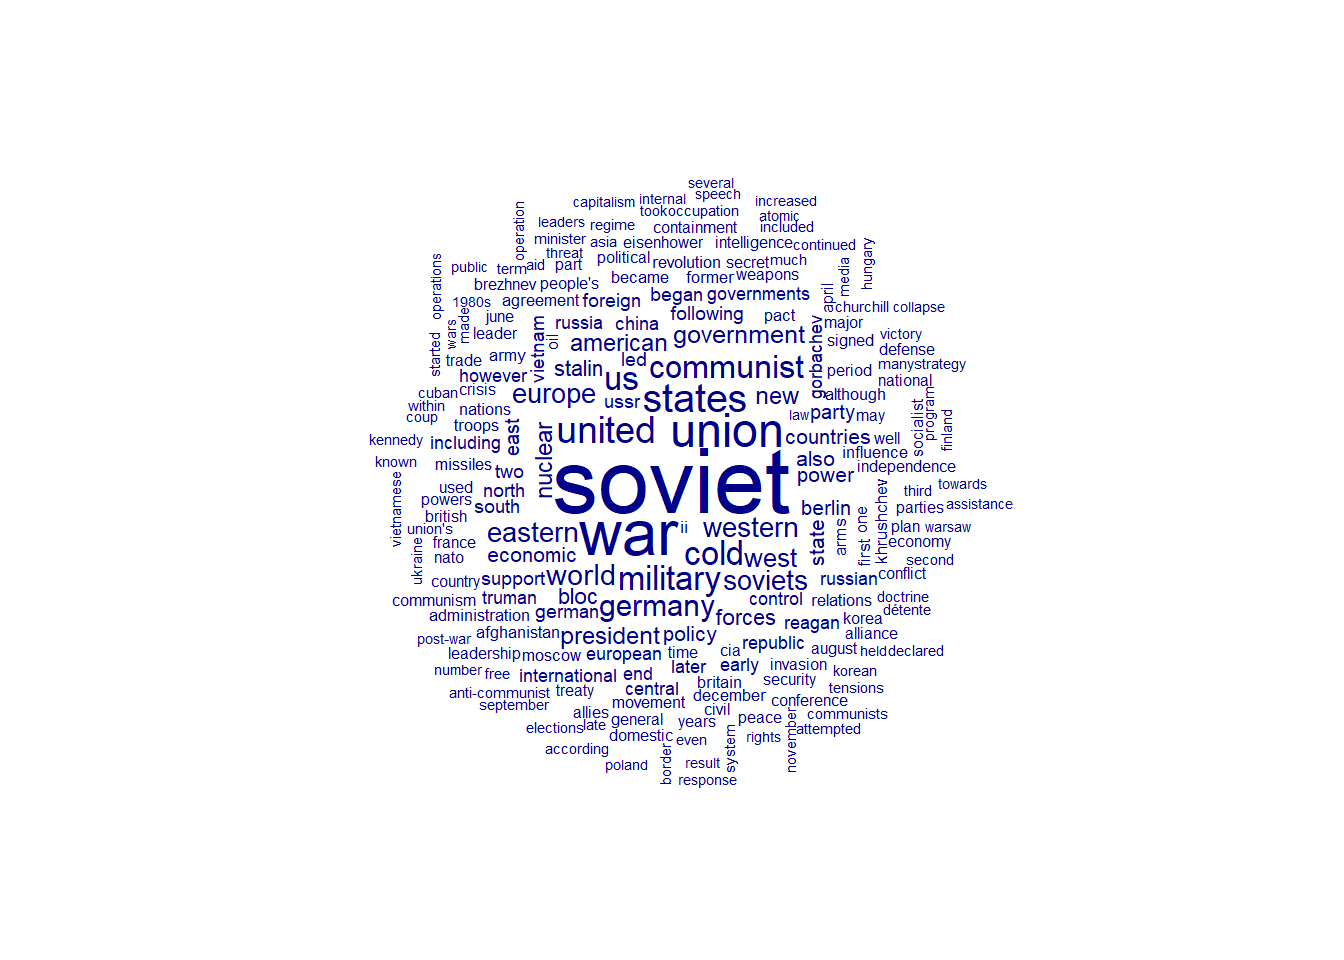 several
capitalism internal speech increased
operation leaders regime took occupation atomic
containment included
minister asia eisenhower intelligence continued
threat political revolution secret much hungary
operations public term aid part former weapons media
brezhnev people's became
1980s agreement foreign began governments april churchill collapse
made june russia china following pact major
wars leader vietnam oil american government gorbachev signed victory
started trade army stalin led communist defense
however us period many strategy
cuban crisis europe ussr states new although national
within nations law party may socialist program
coup troops east united union countries well finland
kennedy including nuclear also influence
known missiles two soviet power independence
vietnamese used north third towards
powers south berlin parties assistance
british union's eastern war ii western state arms first one khrushchev plan warsaw
france economic cold west economy
ukraine nato second
country support world military soviets russian conflict
communism truman bloc germany control relations doctrine
administration german forces reagan korea détente
post-war afghanistan president policy republic alliance
leadership moscow european time cia august held declared
number free international end later early invasion korean
anti-communist treaty central britain security tensions
september movement december conference
allies general years civil peace communists
elections late domestic even system rights november attempted
according border result
poland response